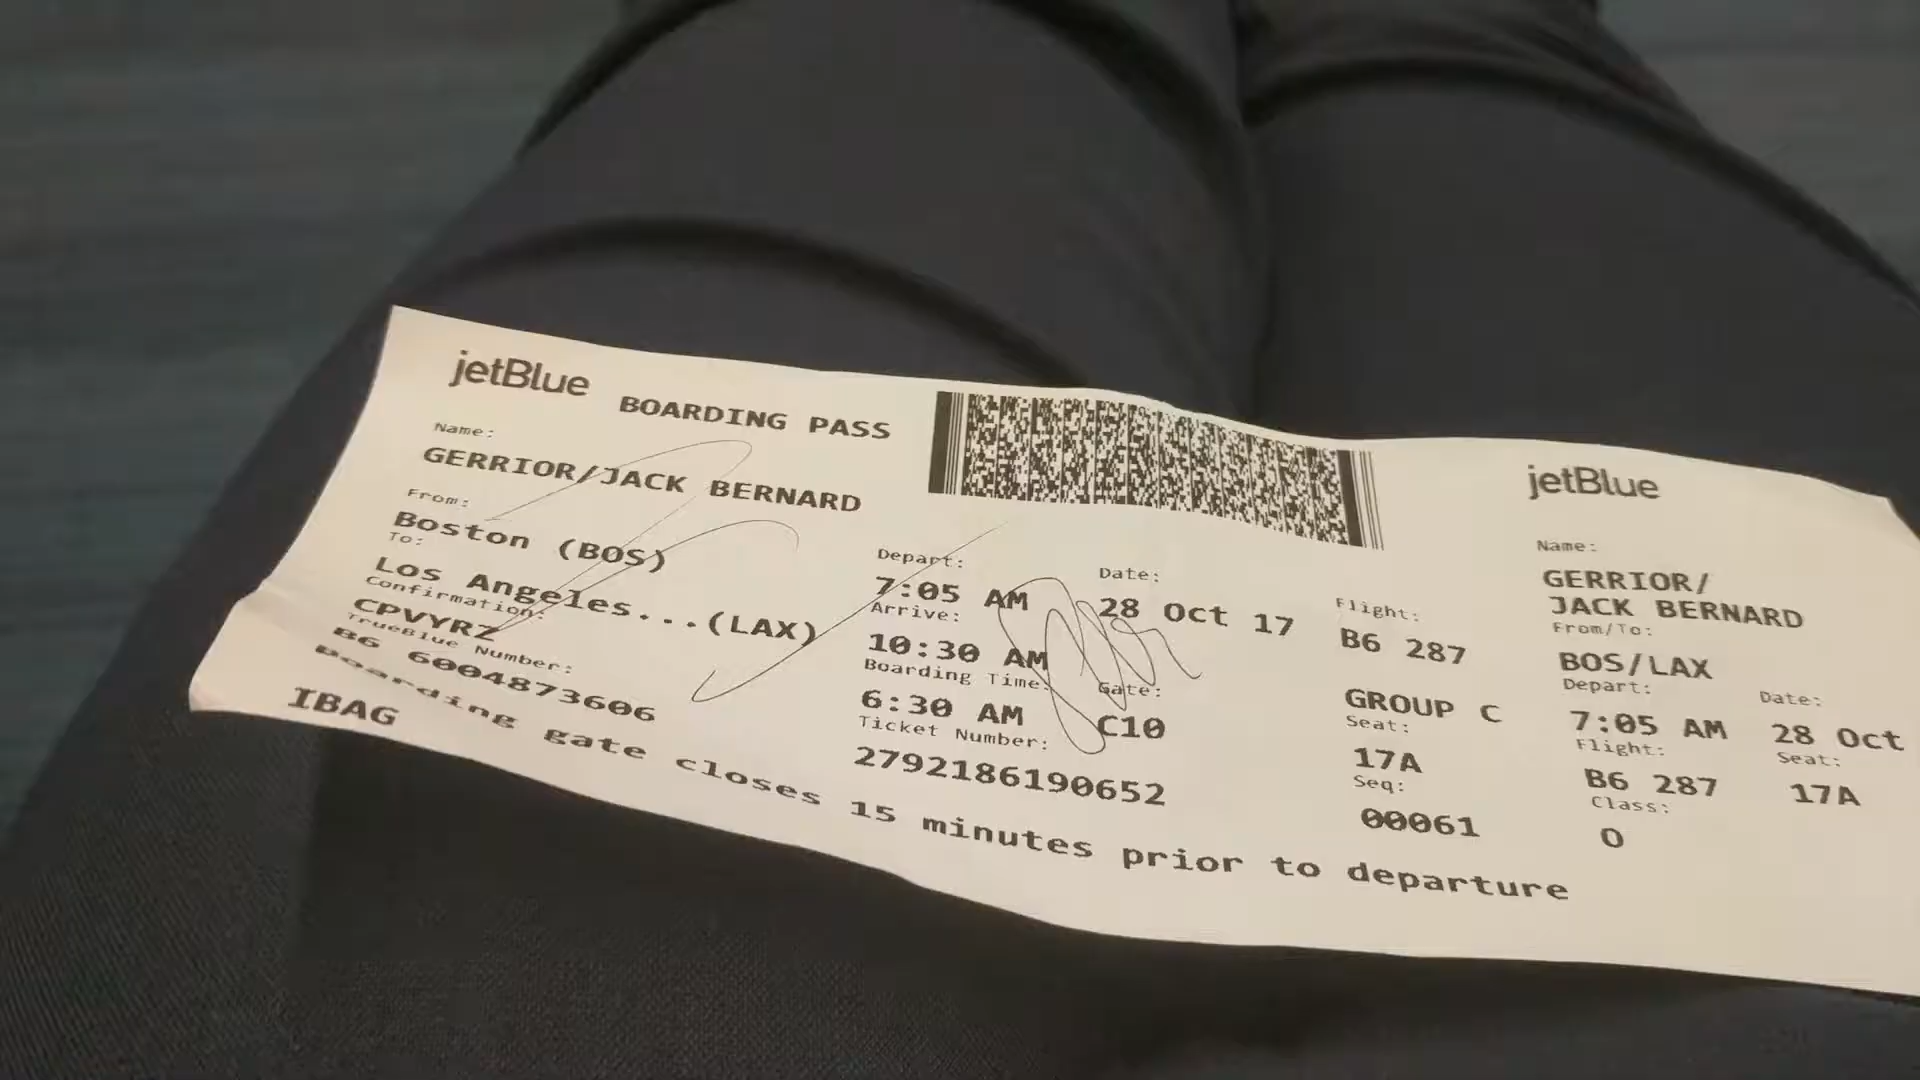 jetBlue BOARDING PASS
Name:
GERRIOR/JACK BERNARD
From:
Boston (BOS)
To:
Los Angeles...(LAX)
Confirmation:
CPVYRZ
TrueBlue Number:
B6 6004873606
Depart:
7:05 AM
Arrive:
10:30 AM
Boarding Time:
6:30 AM
Ticket Number:
2792186190652
Date:
28 Oct 17
Gate:
C10
Flight:
B6 287
GROUP C
Seat:
17A
Seq:
00061
Boarding gate closes 15 minutes prior to departure
IBAG
jetBlue
Name:
GERRIOR/
JACK BERNARD
From/To:
BOS/LAX
Depart:
7:05 AM
Date:
28 Oct
Flight:
B6 287
Seat:
17A
Class:
O